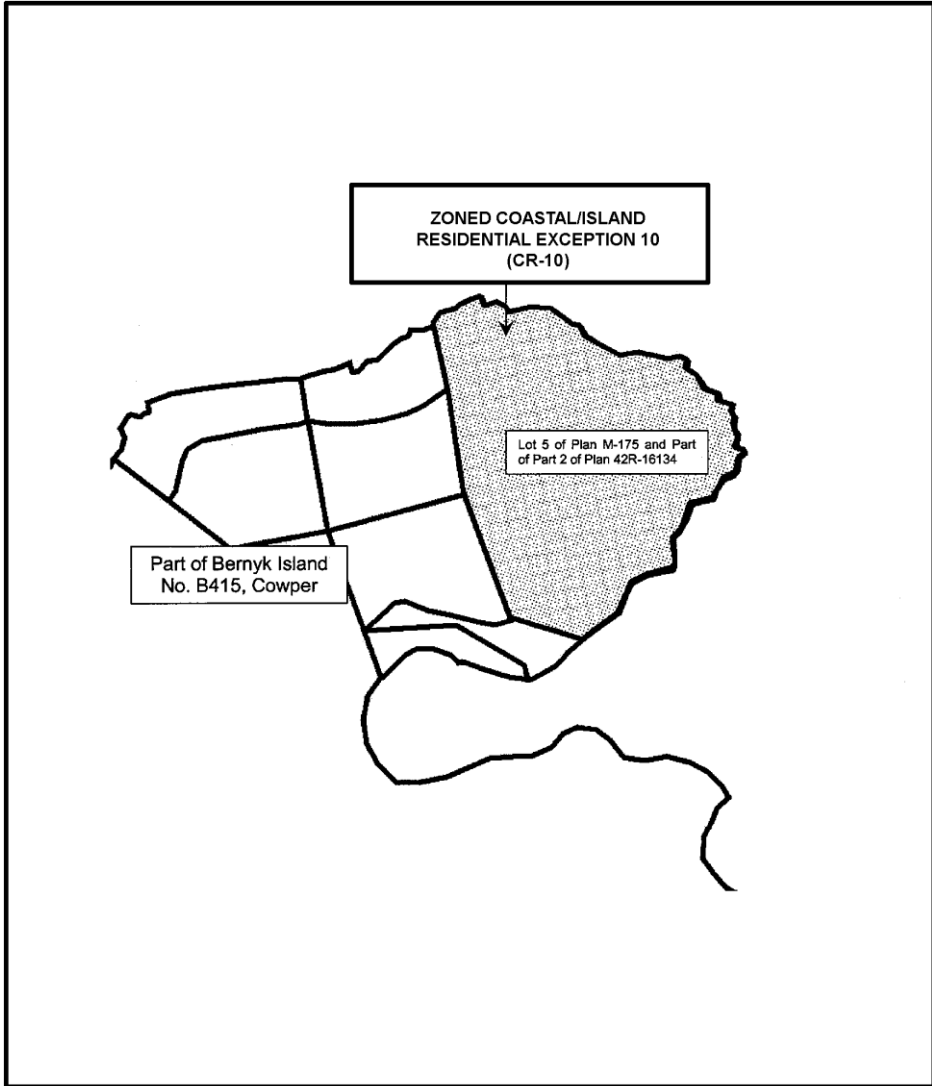 ZONED COASTAL/ISLAND
RESIDENTIAL EXCEPTION 10
(CR-10)
Lot 5 of Plan M-175 and Part
of Part 2 of Plan 42R-16134
Part of Bernyk Island
No. B415, Cowper